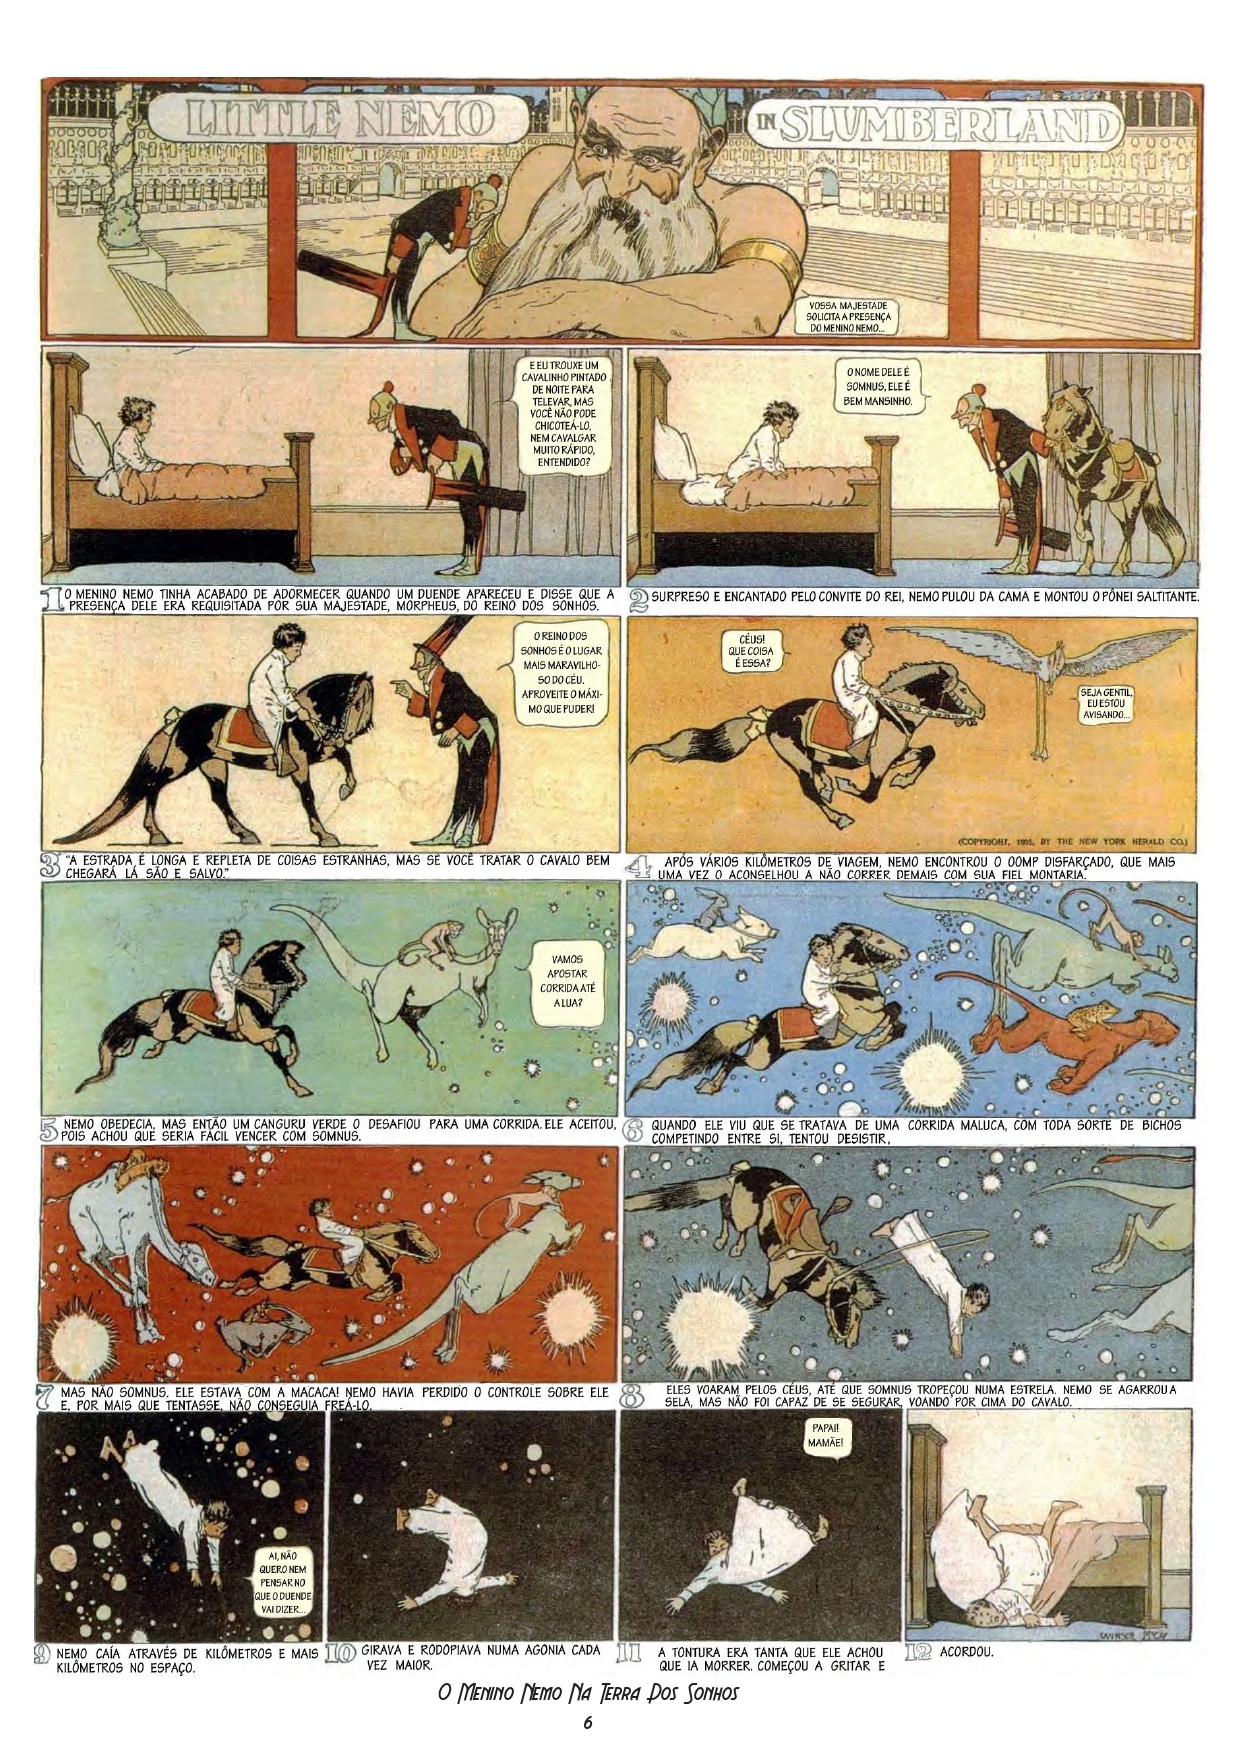 LITTLE NEMO
IN SLUMBERLAND
VOSSA MAJESTADE
SOLICITA A PRESENÇA
DO MENINO NEMO...
E EU TROUXE UM
CAVALINHO PINTADO
DE NOITE PARA
TELEVAR, MAS
VOCÊ NÃO PODE
CHICOTEÁ-LO,
NEM CAVALGAR
MUITO RÁPIDO,
ENTENDIDO?
O NOME DELE É
SOMNUS, ELE É
BEM MANSINHO.
1 O MENINO NEMO TINHA ACABADO DE ADORMECER QUANDO UM DUENDE APARECEU E DISSE QUE A
PRESENÇA DELE ERA REQUISITADA POR SUA MAJESTADE, MORPHEUS, DO REINO DOS SONHOS.
2 SURPRESO E ENCANTADO PELO CONVITE DO REI, NEMO PULOU DA CAMA E MONTOU O PÔNEI SALTITANTE.
O REINO DOS
SONHOS É O LUGAR
MAIS MARAVILHO-
SO DO CÉU.
APROVEITE O MÁXI-
MO QUE PUDER!
CÉUS!
QUE COISA
É ESSA?
SEJA GENTIL,
EU ESTOU
AVISANDO...
(COPYRIGHT, 1905, BY THE NEW YORK HERALD CO.)
3 "A ESTRADA É LONGA E REPLETA DE COISAS ESTRANHAS, MAS SE VOCÊ TRATAR O CAVALO BEM
CHEGARÁ LÁ SÃO E SALVO."
4 APÓS VÁRIOS KILÔMETROS DE VIAGEM, NEMO ENCONTROU O OOMP DISFARÇADO, QUE MAIS
UMA VEZ O ACONSELHOU A NÃO CORRER DEMAIS COM SUA FIEL MONTARIA.
VAMOS
APOSTAR
CORRIDA ATÉ
A LUA?
5 NEMO OBEDECIA, MAS ENTÃO UM CANGURU VERDE O DESAFIOU PARA UMA CORRIDA. ELE ACEITOU,
POIS ACHOU QUE SERIA FÁCIL VENCER COM SOMNUS.
6 QUANDO ELE VIU QUE SE TRATAVA DE UMA CORRIDA MALUCA, COM TODA SORTE DE BICHOS
COMPETINDO ENTRE SI, TENTOU DESISTIR,
7 MAS NÃO SOMNUS. ELE ESTAVA COM A MACACA! NEMO HAVIA PERDIDO O CONTROLE SOBRE ELE
E, POR MAIS QUE TENTASSE, NÃO CONSEGUIA FREÁ-LO.
8 ELES VOARAM PELOS CÉUS, ATÉ QUE SOMNUS TROPEÇOU NUMA ESTRELA. NEMO SE AGARROU A
SELA, MAS NÃO FOI CAPAZ DE SE SEGURAR, VOANDO POR CIMA DO CAVALO.
AI, NÃO
QUERO NEM
PENSAR NO
QUE O DUENDE
VAI DIZER...
PAPAI!
MAMÃE!
WINSOR McCAY
9 NEMO CAÍA ATRAVÉS DE KILÔMETROS E MAIS
KILÔMETROS NO ESPAÇO.
10 GIRAVA E RODOPIAVA NUMA AGONIA CADA
VEZ MAIOR.
11 A TONTURA ERA TANTA QUE ELE ACHOU
QUE IA MORRER. COMEÇOU A GRITAR E
12 ACORDOU.
O MENINO NEMO NA TERRA DOS SONHOS
6